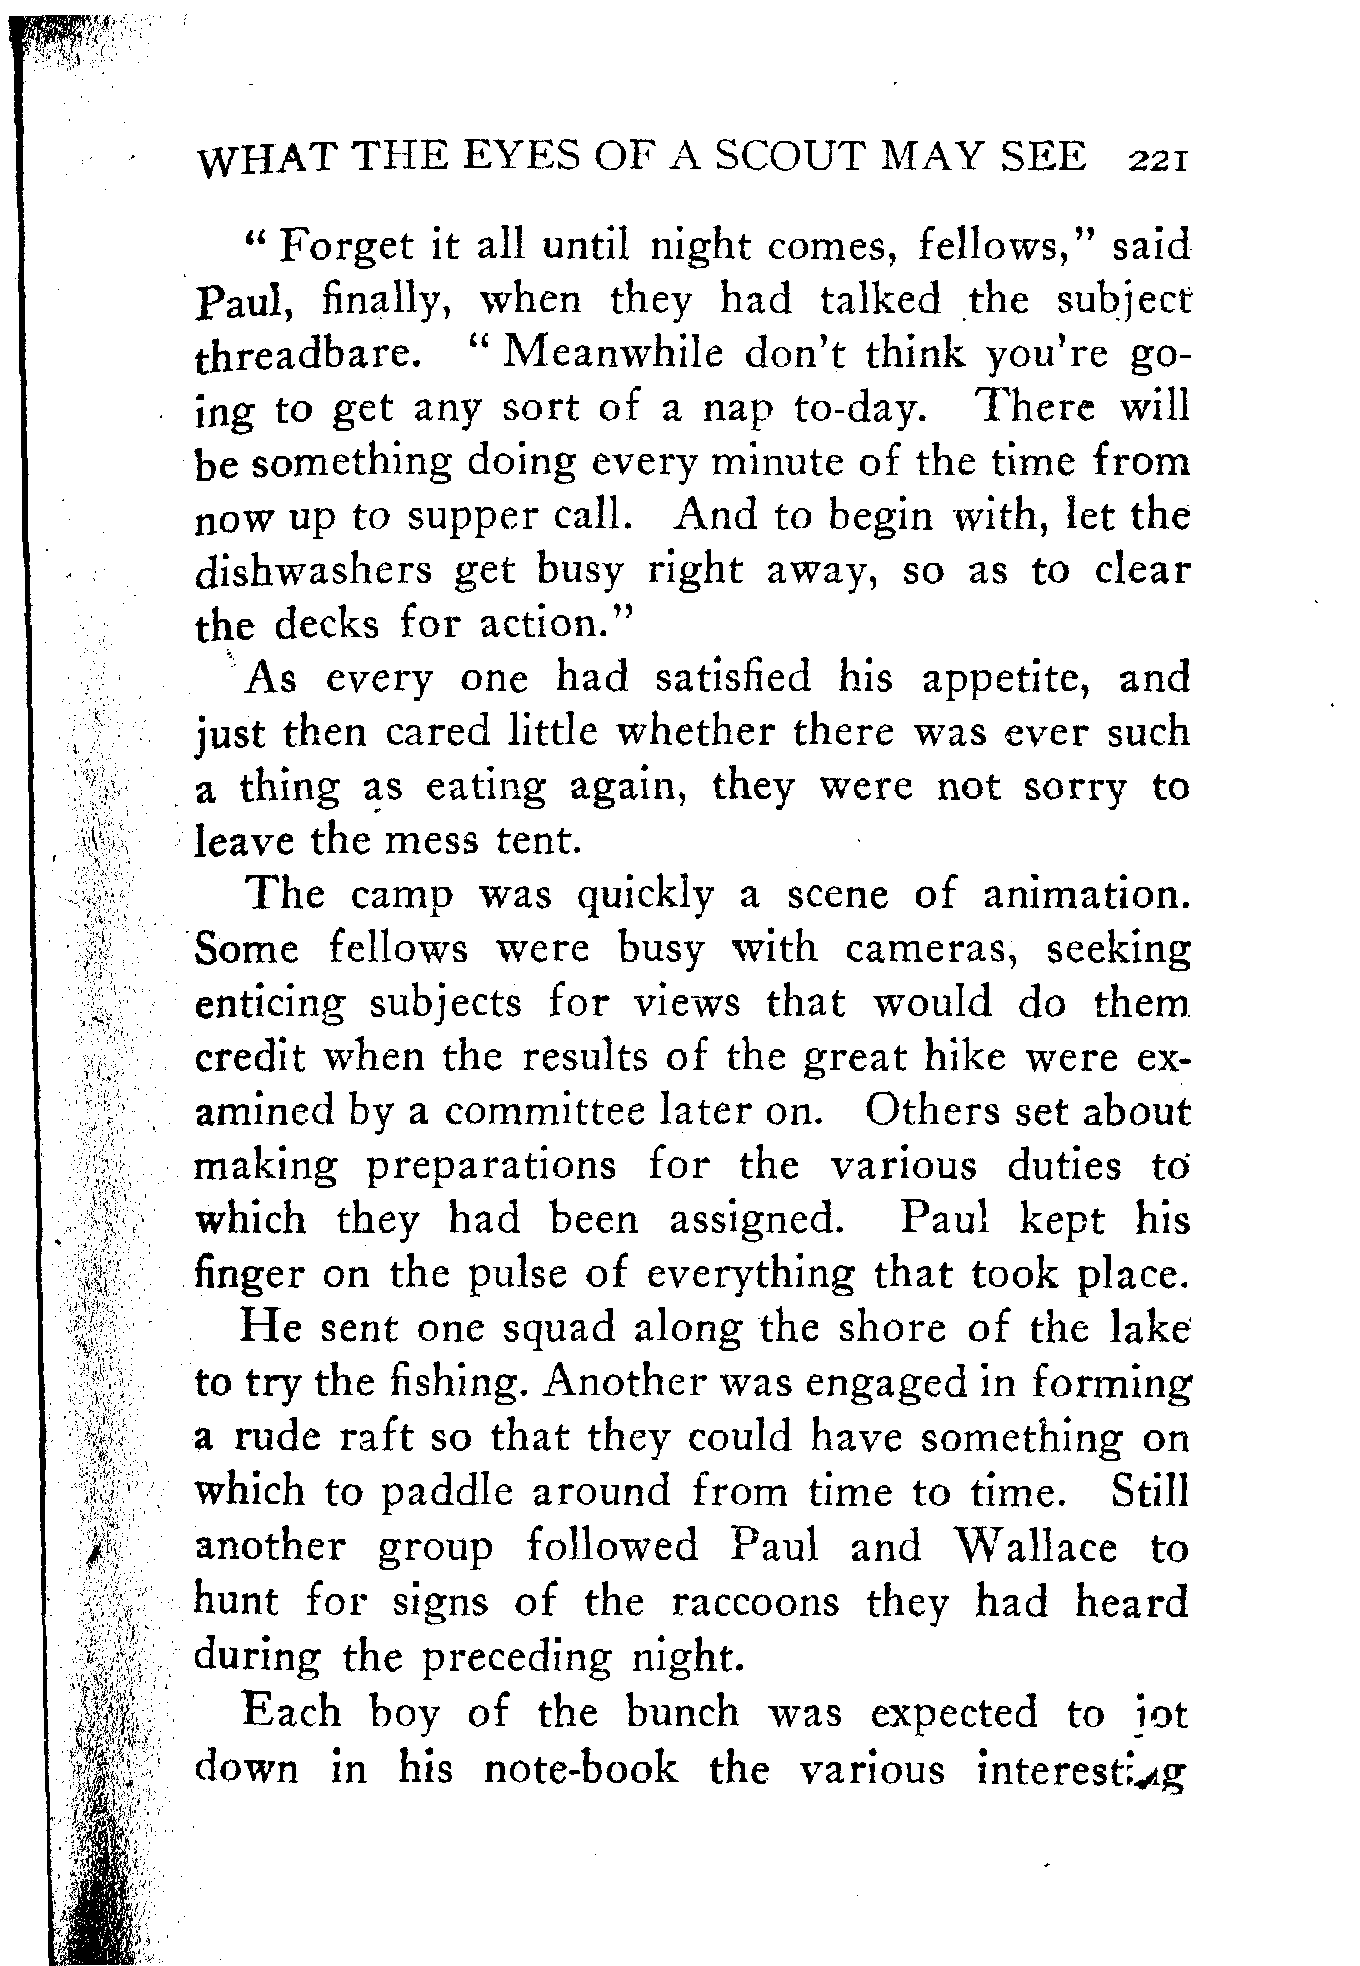 WHAT THE EYES OF A SCOUT MAY SEE 221
" Forget it all until night comes, fellows," said
Paul, finally, when they had talked the subject
threadbare. " Meanwhile don't think you're go-
ing to get any sort of a nap to-day. There will
be something doing every minute of the time from
now up to supper call. And to begin with, let the
dishwashers get busy right away, so as to clear
the decks for action."
As every one had satisfied his appetite, and
just then cared little whether there was ever such
a thing as eating again, they were not sorry to
leave the mess tent.
The camp was quickly a scene of animation.
Some fellows were busy with cameras, seeking
enticing subjects for views that would do them
credit when the results of the great hike were ex-
amined by a committee later on. Others set about
making preparations for the various duties to
which they had been assigned. Paul kept his
finger on the pulse of everything that took place.
He sent one squad along the shore of the lake
to try the fishing. Another was engaged in forming
a rude raft so that they could have something on
which to paddle around from time to time. Still
another group followed Paul and Wallace to
hunt for signs of the raccoons they had heard
during the preceding night.
Each boy of the bunch was expected to jot
down in his note-book the various interesting